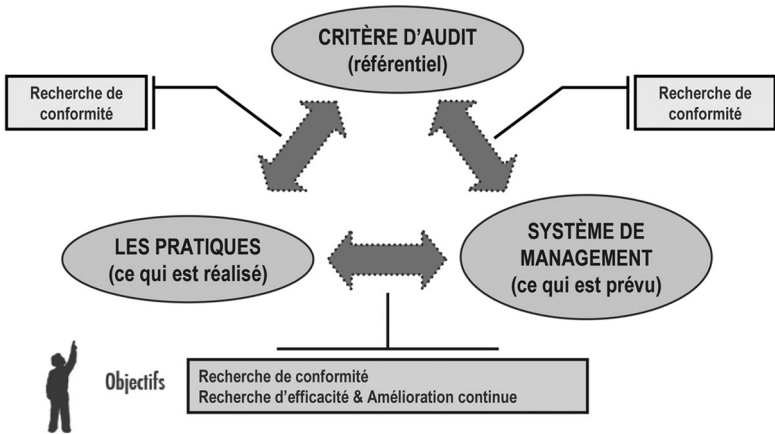 CRITÈRE D'AUDIT
(référentiel)
Recherche de
conformité
Recherche de
conformité
LES PRATIQUES
(ce qui est réalisé)
SYSTÈME DE
MANAGEMENT
(ce qui est prévu)
Objectifs
Recherche de conformité
Recherche d'efficacité & Amélioration continue